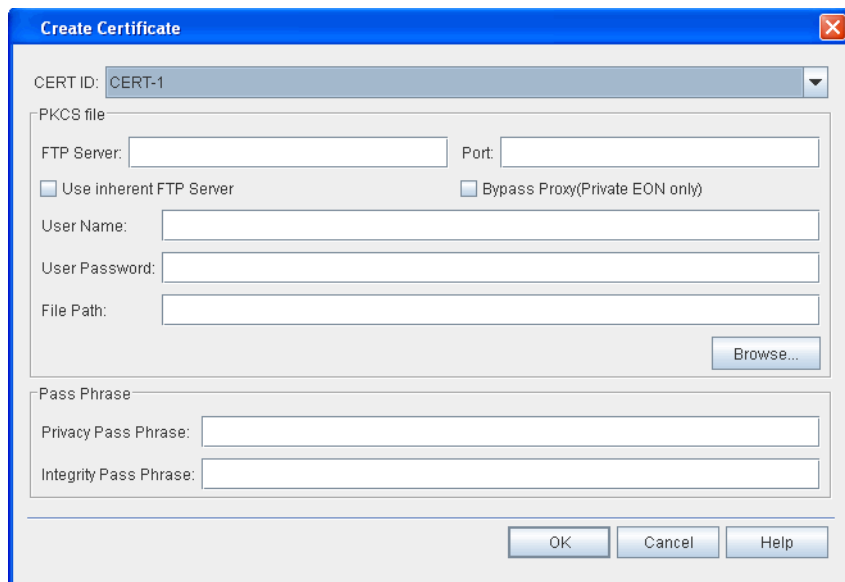 Create Certificate
CERT ID: CERT-1
PKCS file
FTP Server: Port:
Use inherent FTP Server Bypass Proxy(Private EON only)
User Name:
User Password:
File Path:
Browse...
Pass Phrase
Privacy Pass Phrase:
Integrity Pass Phrase:
OK Cancel Help